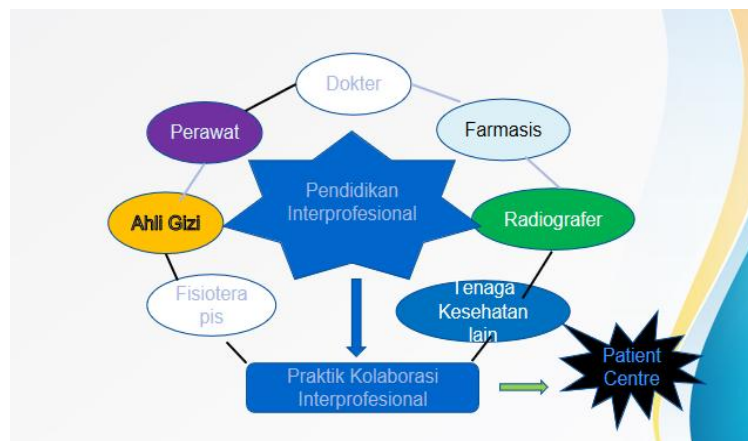 Dokter
Perawat
Farmasis
Pendidikan
Interprofesional
Ahli Gizi
Radiografer
Fisiotera
pis
Tenaga
Kesehatan
lain
Praktik Kolaborasi
Interprofesional
Patient
Centre